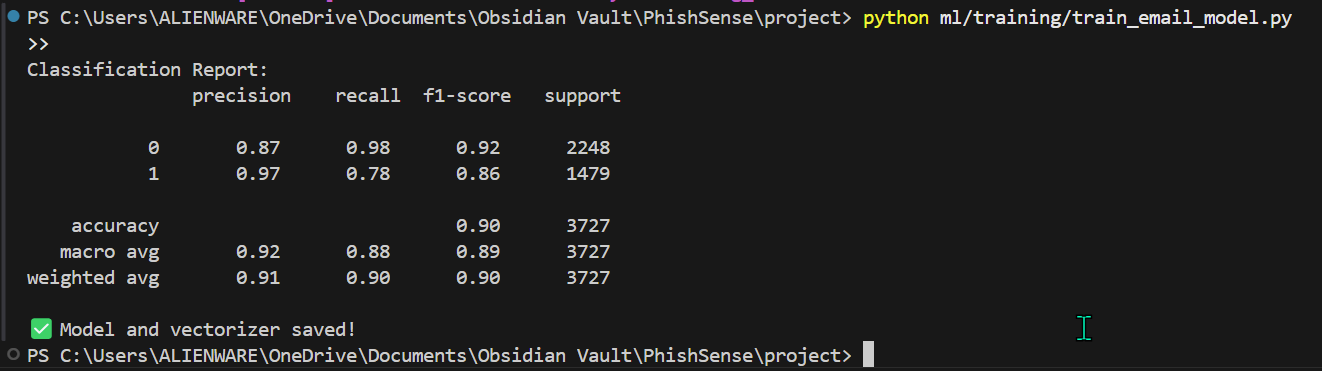 PS C:\Users\ALIENWARE\OneDrive\Documents\Obsidian Vault\PhishSense\project> python ml/training/train_email_model.py
>>
Classification Report:
              precision    recall  f1-score   support

           0       0.87      0.98      0.92      2248
           1       0.97      0.78      0.86      1479

    accuracy                           0.90      3727
   macro avg       0.92      0.88      0.89      3727
weighted avg       0.91      0.90      0.90      3727

✅ Model and vectorizer saved!
PS C:\Users\ALIENWARE\OneDrive\Documents\Obsidian Vault\PhishSense\project>